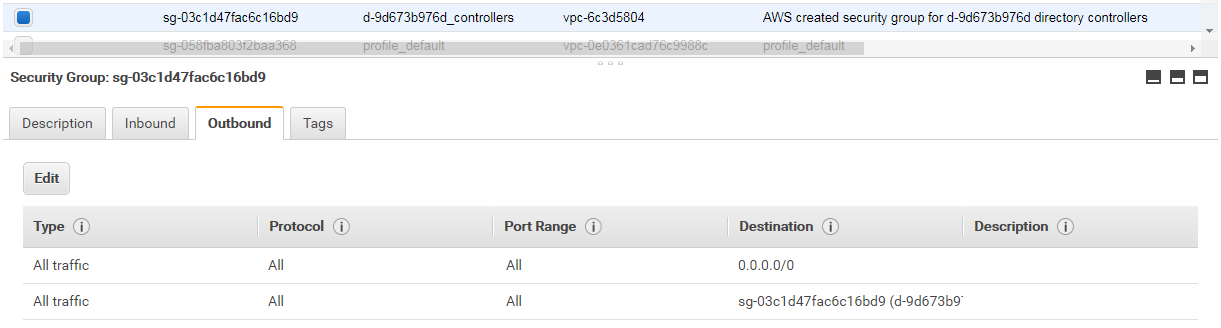 sg-03c1d47fac6c16bd9 d-9d673b976d_controllers vpc-6c3d5804 AWS created security group for d-9d673b976d directory controllers
sg-058fba803f2baa368 profile_default vpc-0e0361cad76c9988c profile_default
Security Group: sg-03c1d47fac6c16bd9
Description Inbound Outbound Tags
Edit
Type Protocol Port Range Destination Description
All traffic All All 0.0.0.0/0
All traffic All All sg-03c1d47fac6c16bd9 (d-9d673b97